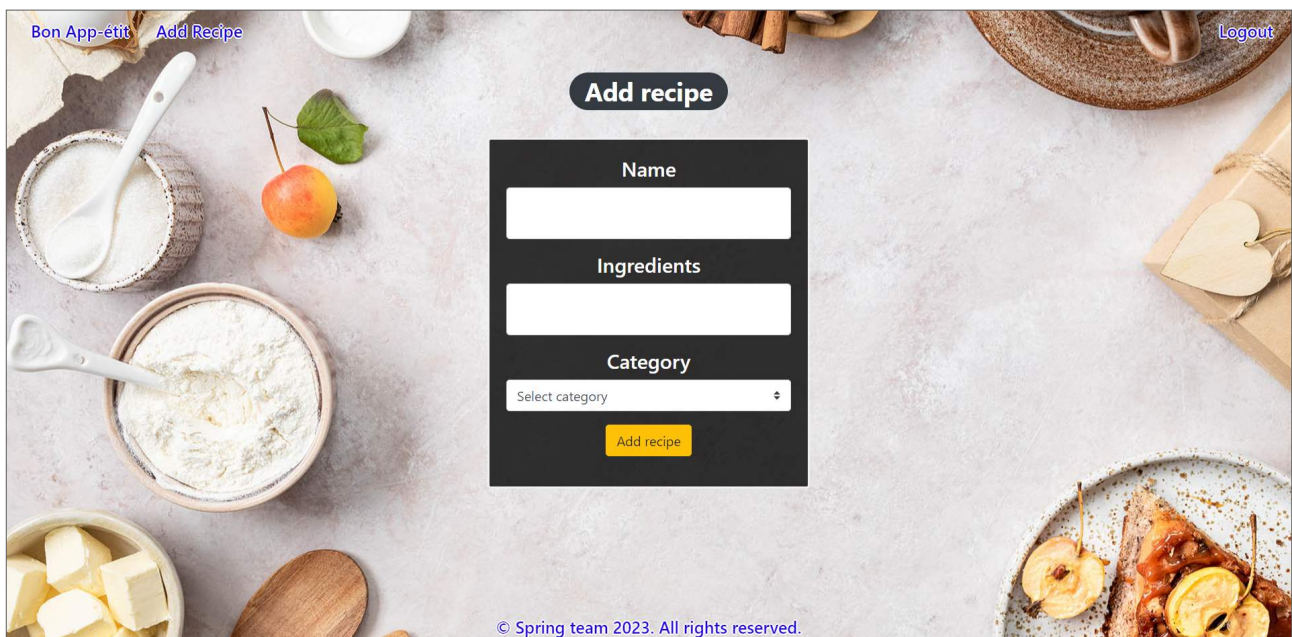 Bon App-étit Add Recipe Logout
Add recipe
Name
Ingredients
Category
Select category
Add recipe
© Spring team 2023. All rights reserved.